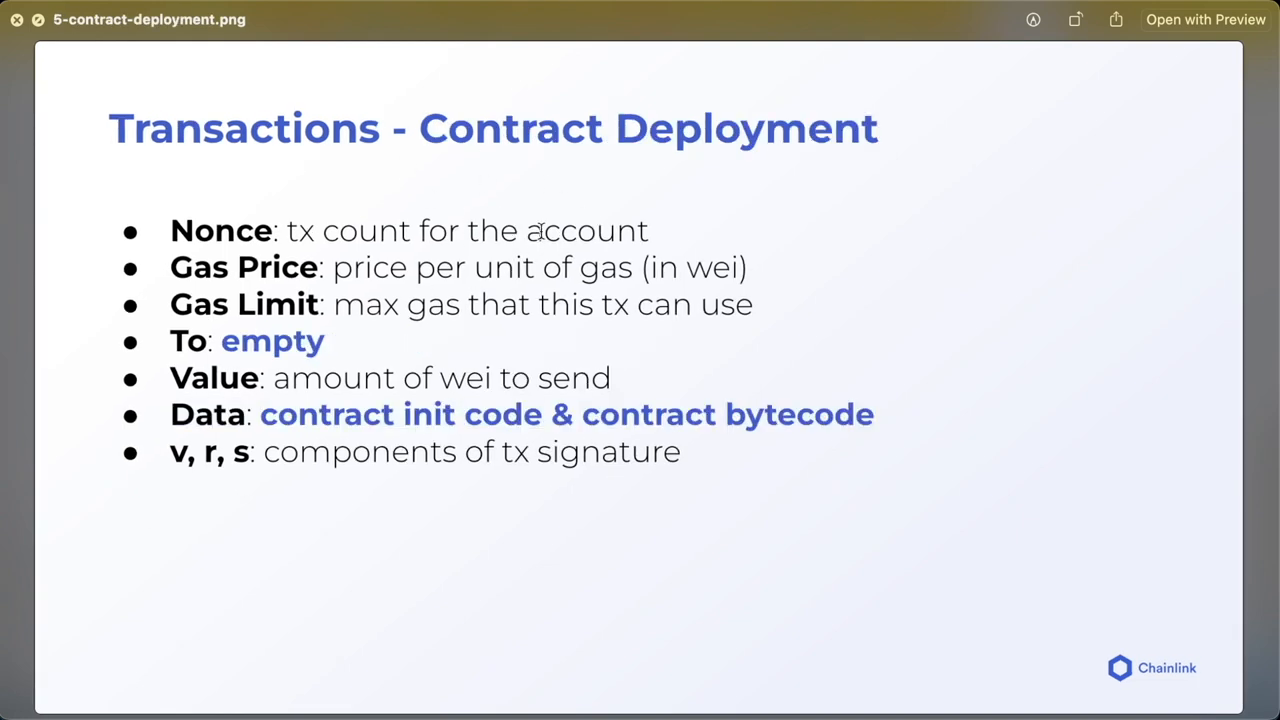 5-contract-deployment.png
Open with Preview
Transactions - Contract Deployment
● Nonce: tx count for the account
● Gas Price: price per unit of gas (in wei)
● Gas Limit: max gas that this tx can use
● To: empty
● Value: amount of wei to send
● Data: contract init code & contract bytecode
● v, r, s: components of tx signature
Chainlink